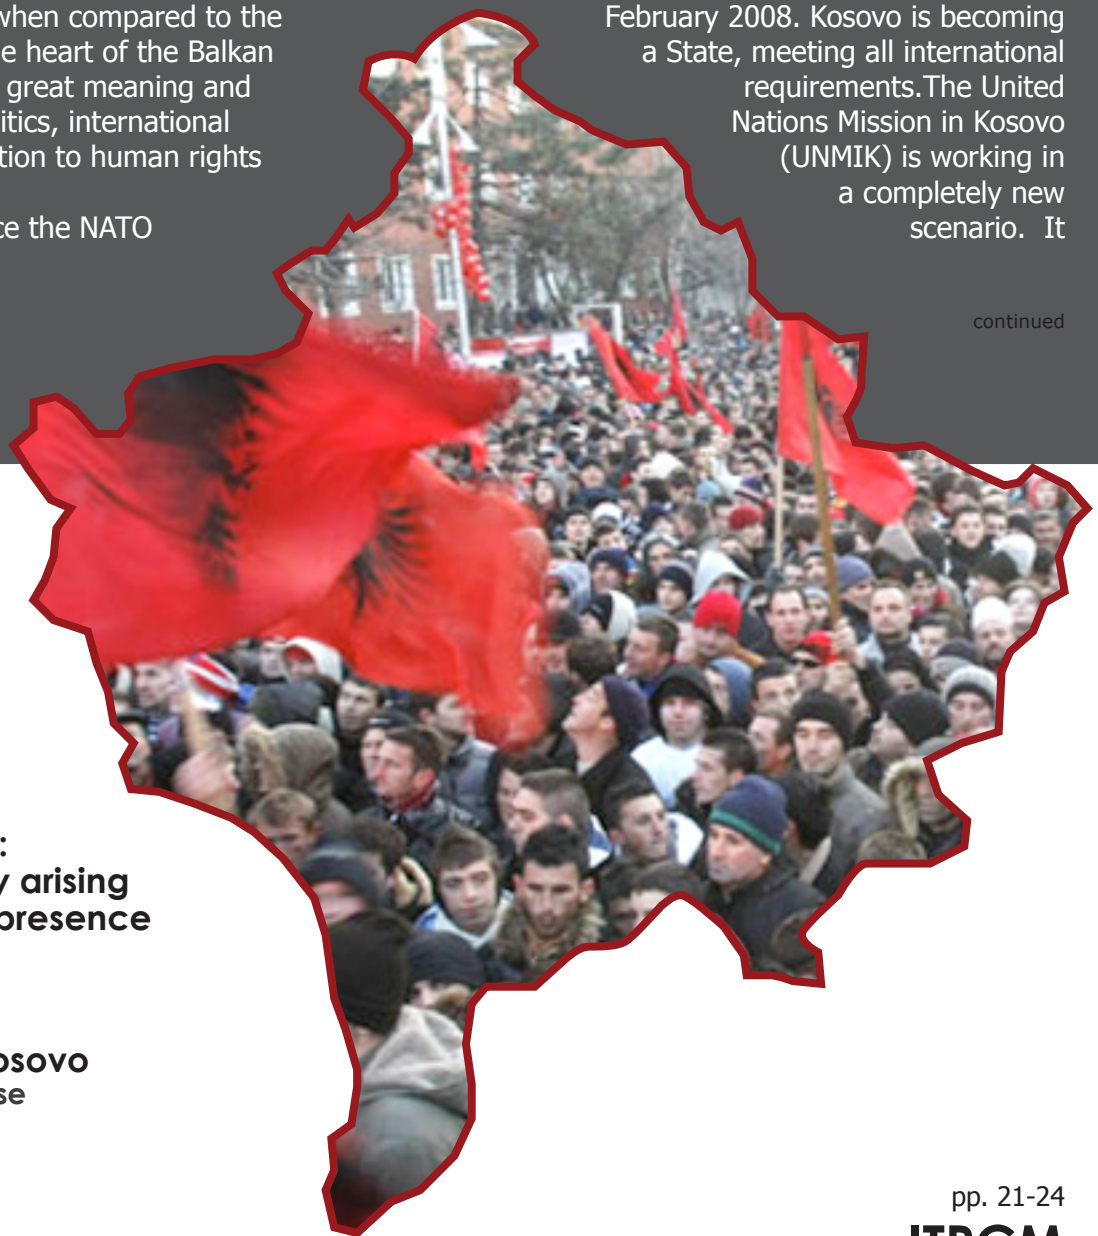 when compared to the
e heart of the Balkan
great meaning and
itics, international
tion to human rights
ce the NATO
February 2008. Kosovo is becoming
a State, meeting all international
requirements.The United
Nations Mission in Kosovo
(UNMIK) is working in
a completely new
scenario. It
continued
:
y arising
presence
osovo
se
pp. 21-24